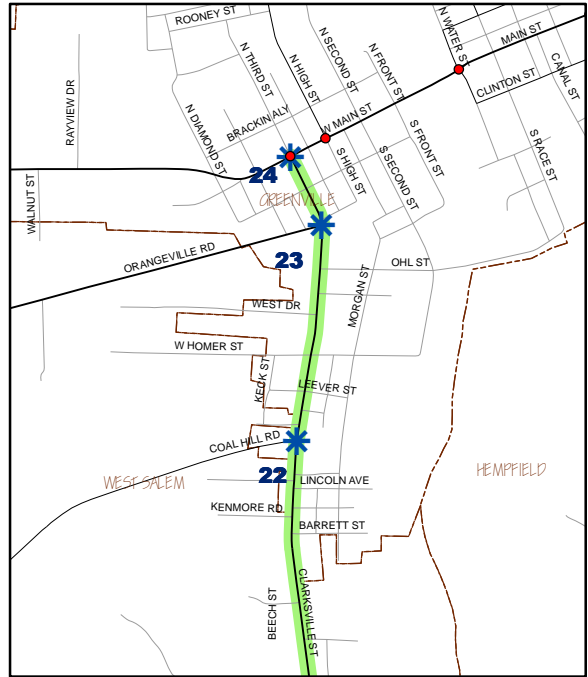 ROONEY ST
N WATER ST
MAIN ST
N SECOND ST
N THIRD ST
N HIGH ST
N FRONT ST
CANAL ST
RAYVIEW DR
CLINTON ST
BRACKIN ALY
W MAIN ST
N DIAMOND ST
S FRONT ST
S RACE ST
S HIGH ST
S SECOND ST
24
WALNUT ST
GREENVILLE
ORANGEVILLE RD
23
OHL ST
MORGAN ST
WEST DR
W HOMER ST
KECK ST
LEEVER ST
COAL HILL RD
HEMPFIELD
22
WEST SALEM
LINCOLN AVE
KENMORE RD
BARRETT ST
BEECH ST
CLARKSVILLE ST